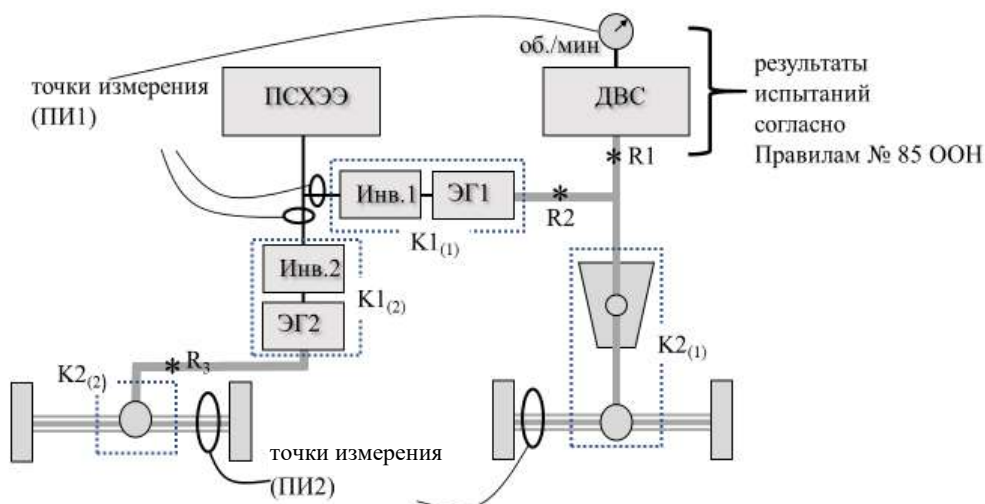 об./мин
точки измерения
(ПИ1)
ПСХЭЭ
ДВС
результаты
испытаний
согласно
Правилам № 85 ООН
R1
Инв.1
ЭГ1
R2
K1(1)
Инв.2
K1(2)
ЭГ2
R3
K2(1)
K2(2)
точки измерения
(ПИ2)